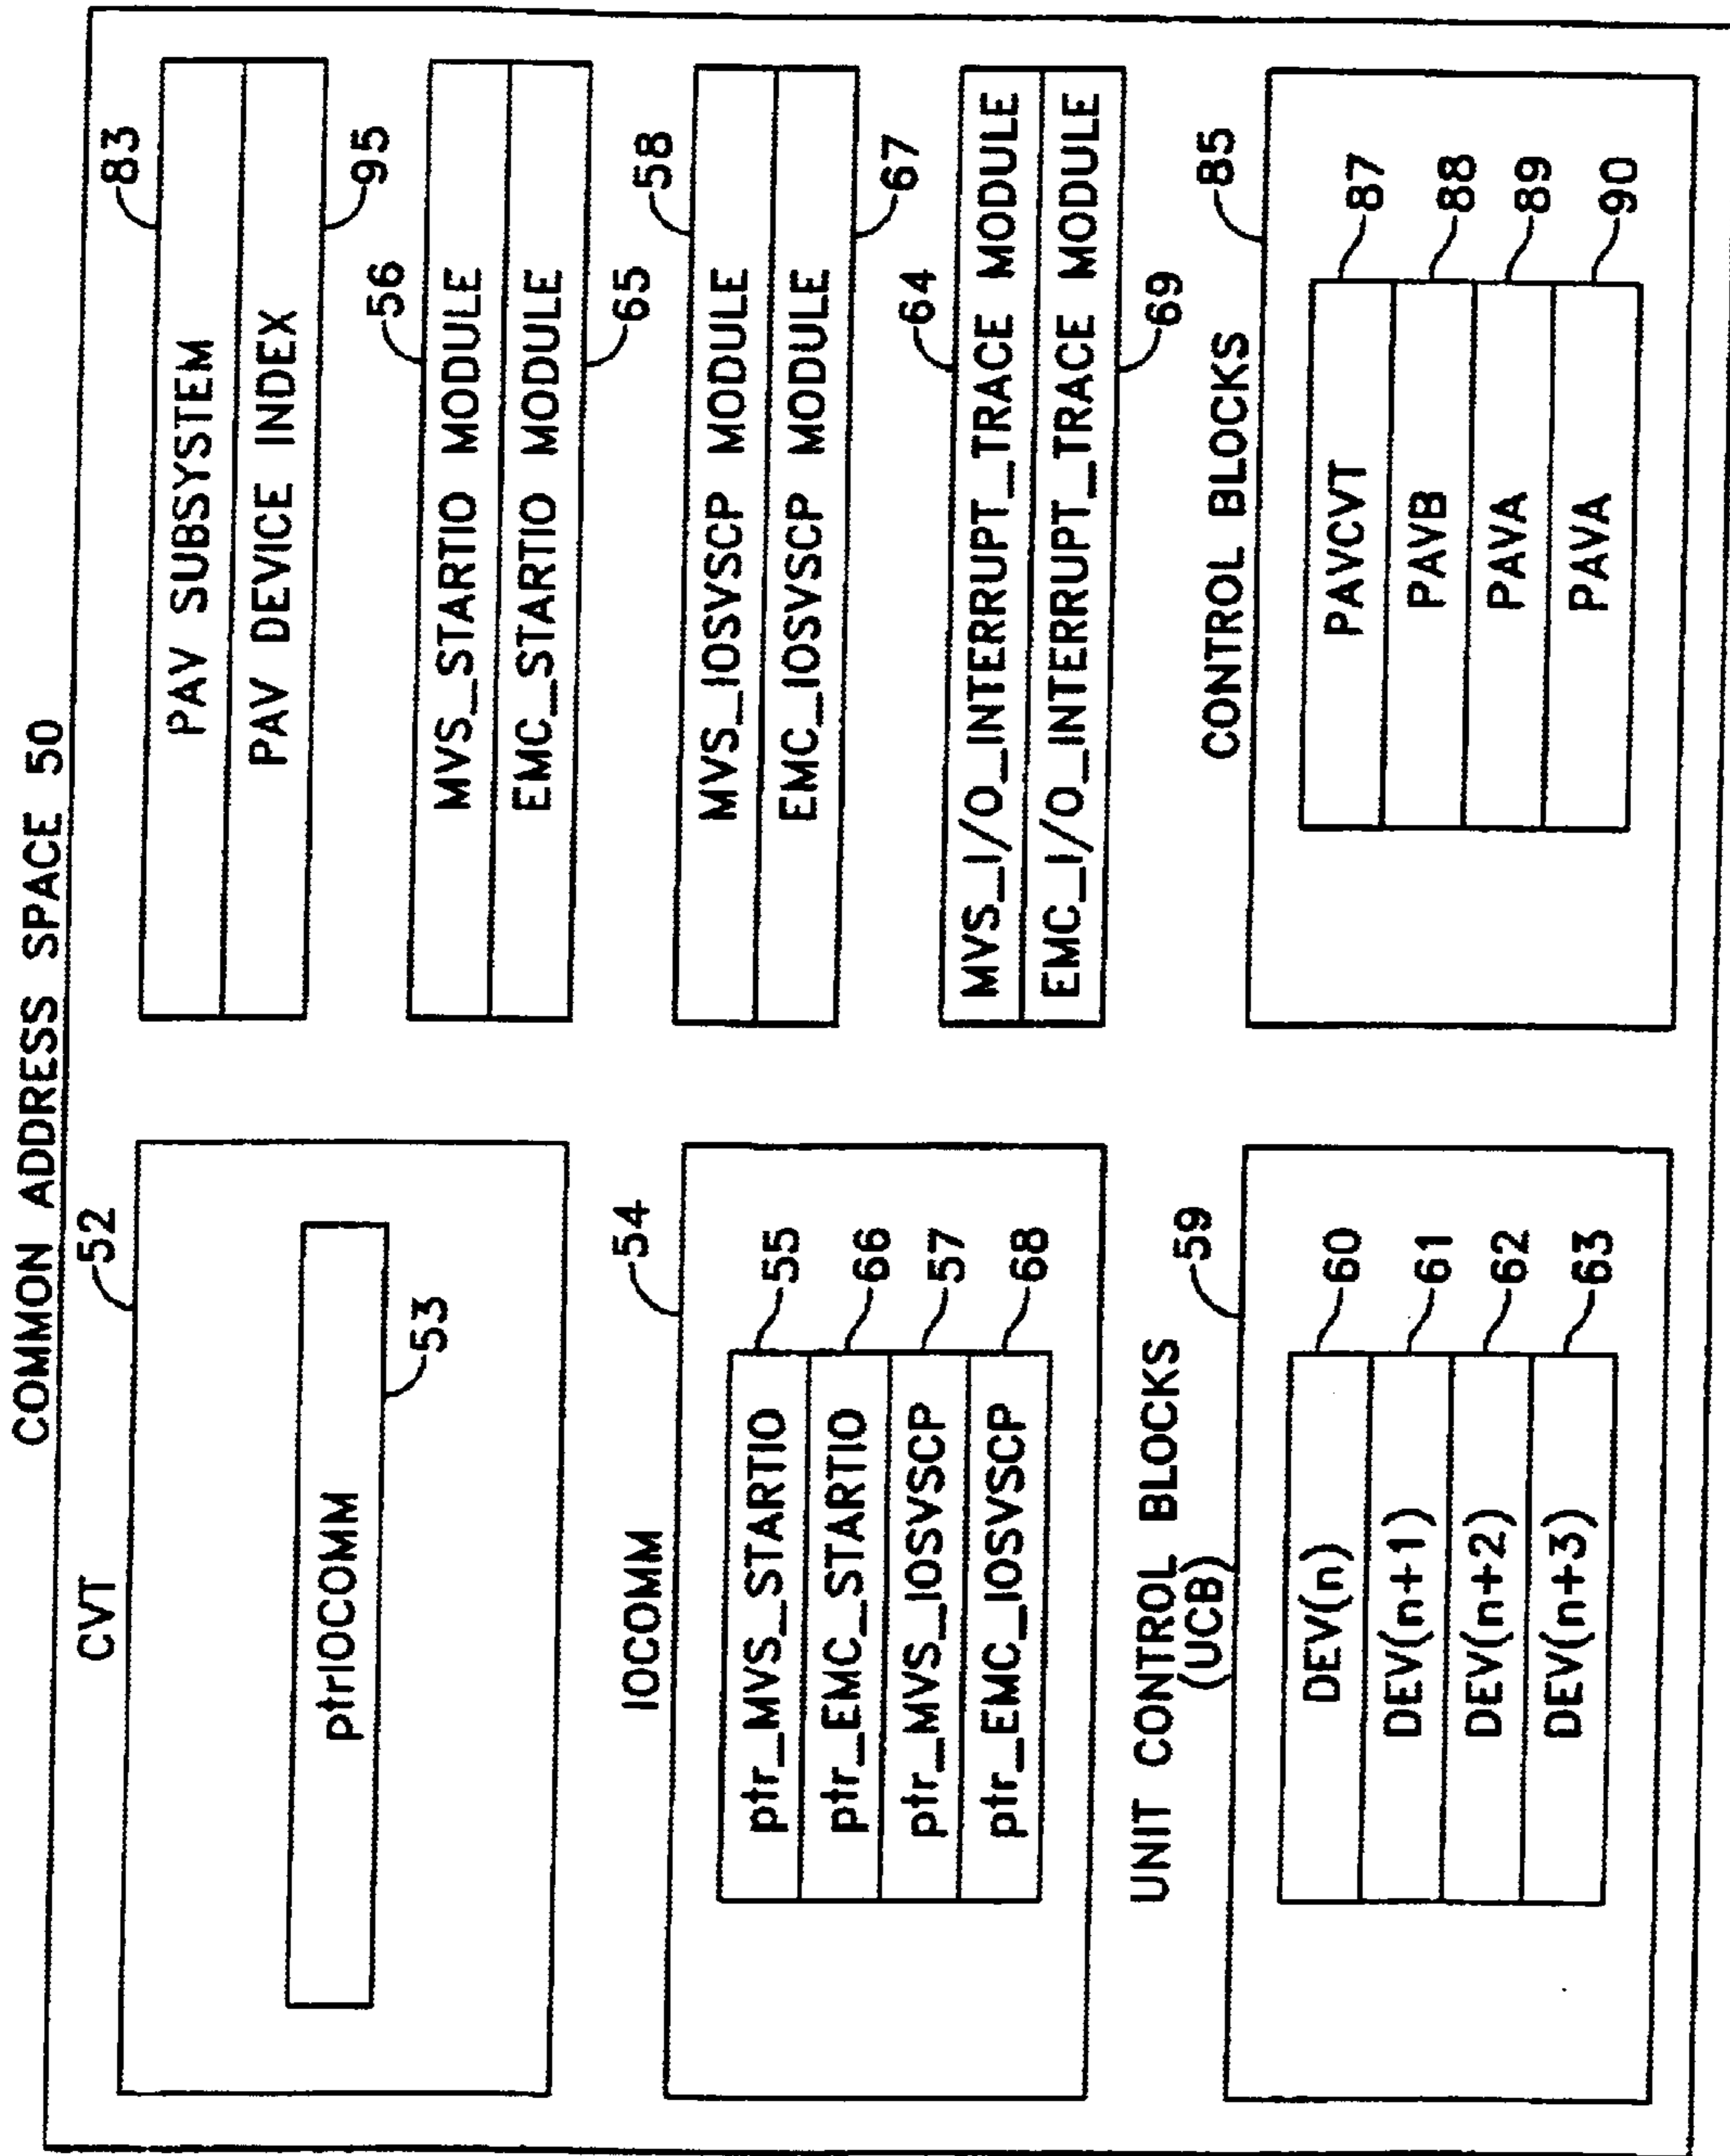 COMMON ADDRESS SPACE 50
CVT
52
ptrIOCOMM
53
IOCOMM
54
ptr_MVS_STARTIO
55
ptr_EMC_STARTIO
66
ptr_MVS_IOSVSCP
57
ptr_EMC_IOSVSCP
68
UNIT CONTROL BLOCKS
(UCB)
59
DEV(n)
60
DEV(n+1)
61
DEV(n+2)
62
DEV(n+3)
63
83
PAV SUBSYSTEM
PAV DEVICE INDEX
95
56
MVS_STARTIO MODULE
EMC_STARTIO MODULE
65
58
MVS_IOSVSCP MODULE
EMC_IOSVSCP MODULE
67
64
MVS_I/O_INTERRUPT_TRACE MODULE
EMC_I/O_INTERRUPT_TRACE MODULE
69
CONTROL BLOCKS
85
PAVCVT
87
PAVB
88
PAVA
89
PAVA
90